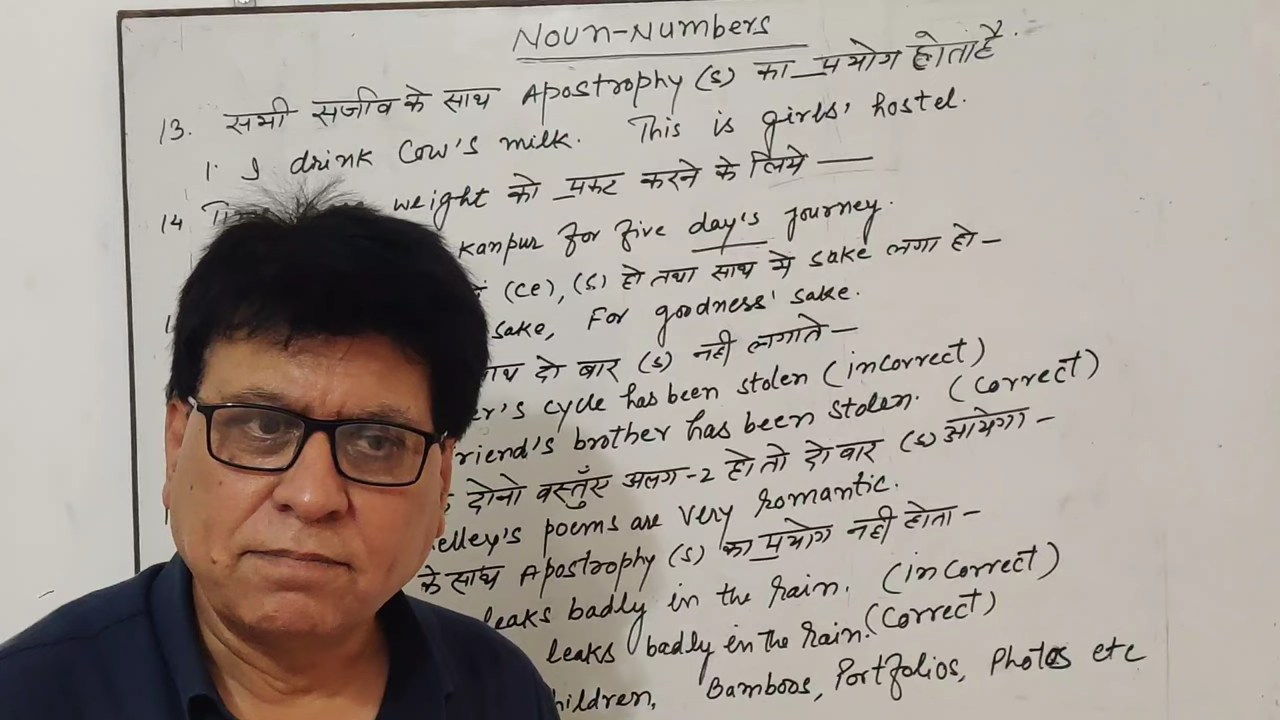 Noun-Numbers
13. सभी सजीव के साथ Apostrophy (s) का प्रयोग होता है.
1. I drink Cow's milk. This is girls' hostel.
14 weight को प्रकट करने के लिये —
Kanpur for five day's journey.
(ce), (s) हो तथा साथ मे sake लगा हो –
sake, For goodness' sake.
दो बार (s) नही लगाते –
cycle has been stolen (incorrect)
brother has been stolen. (correct)
दोनो वस्तुएँ अलग-2 हो तो दो बार (s) आयेगा –
poems are very romantic.
के साथ Apostrophy (s) का प्रयोग नही होता –
leaks badly in the rain. (incorrect)
leaks badly in the rain. (correct)
Bamboos, Portfolios, Photos etc